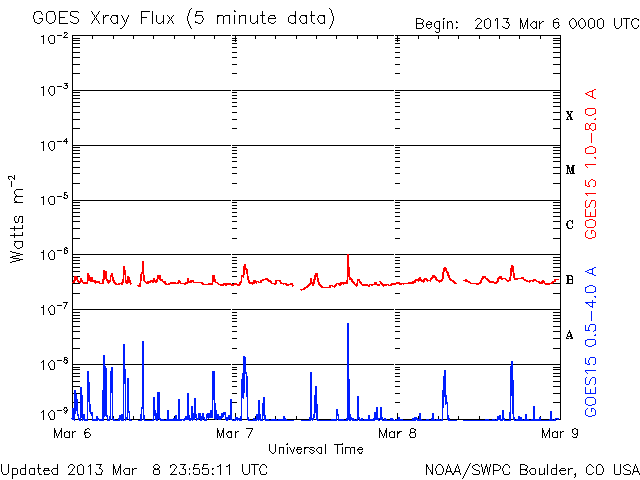 GOES Xray Flux (5 minute data)
Begin: 2013 Mar 6 0000 UTC
10⁻²
10⁻³
10⁻⁴
10⁻⁵
10⁻⁶
10⁻⁷
10⁻⁸
10⁻⁹
Watts m⁻²
X
M
C
B
A
GOES15 1.0-8.0 A
GOES15 0.5-4.0 A
Mar 6
Mar 7
Mar 8
Mar 9
Universal Time
Updated 2013 Mar 8 23:55:11 UTC
NOAA/SWPC Boulder, CO USA